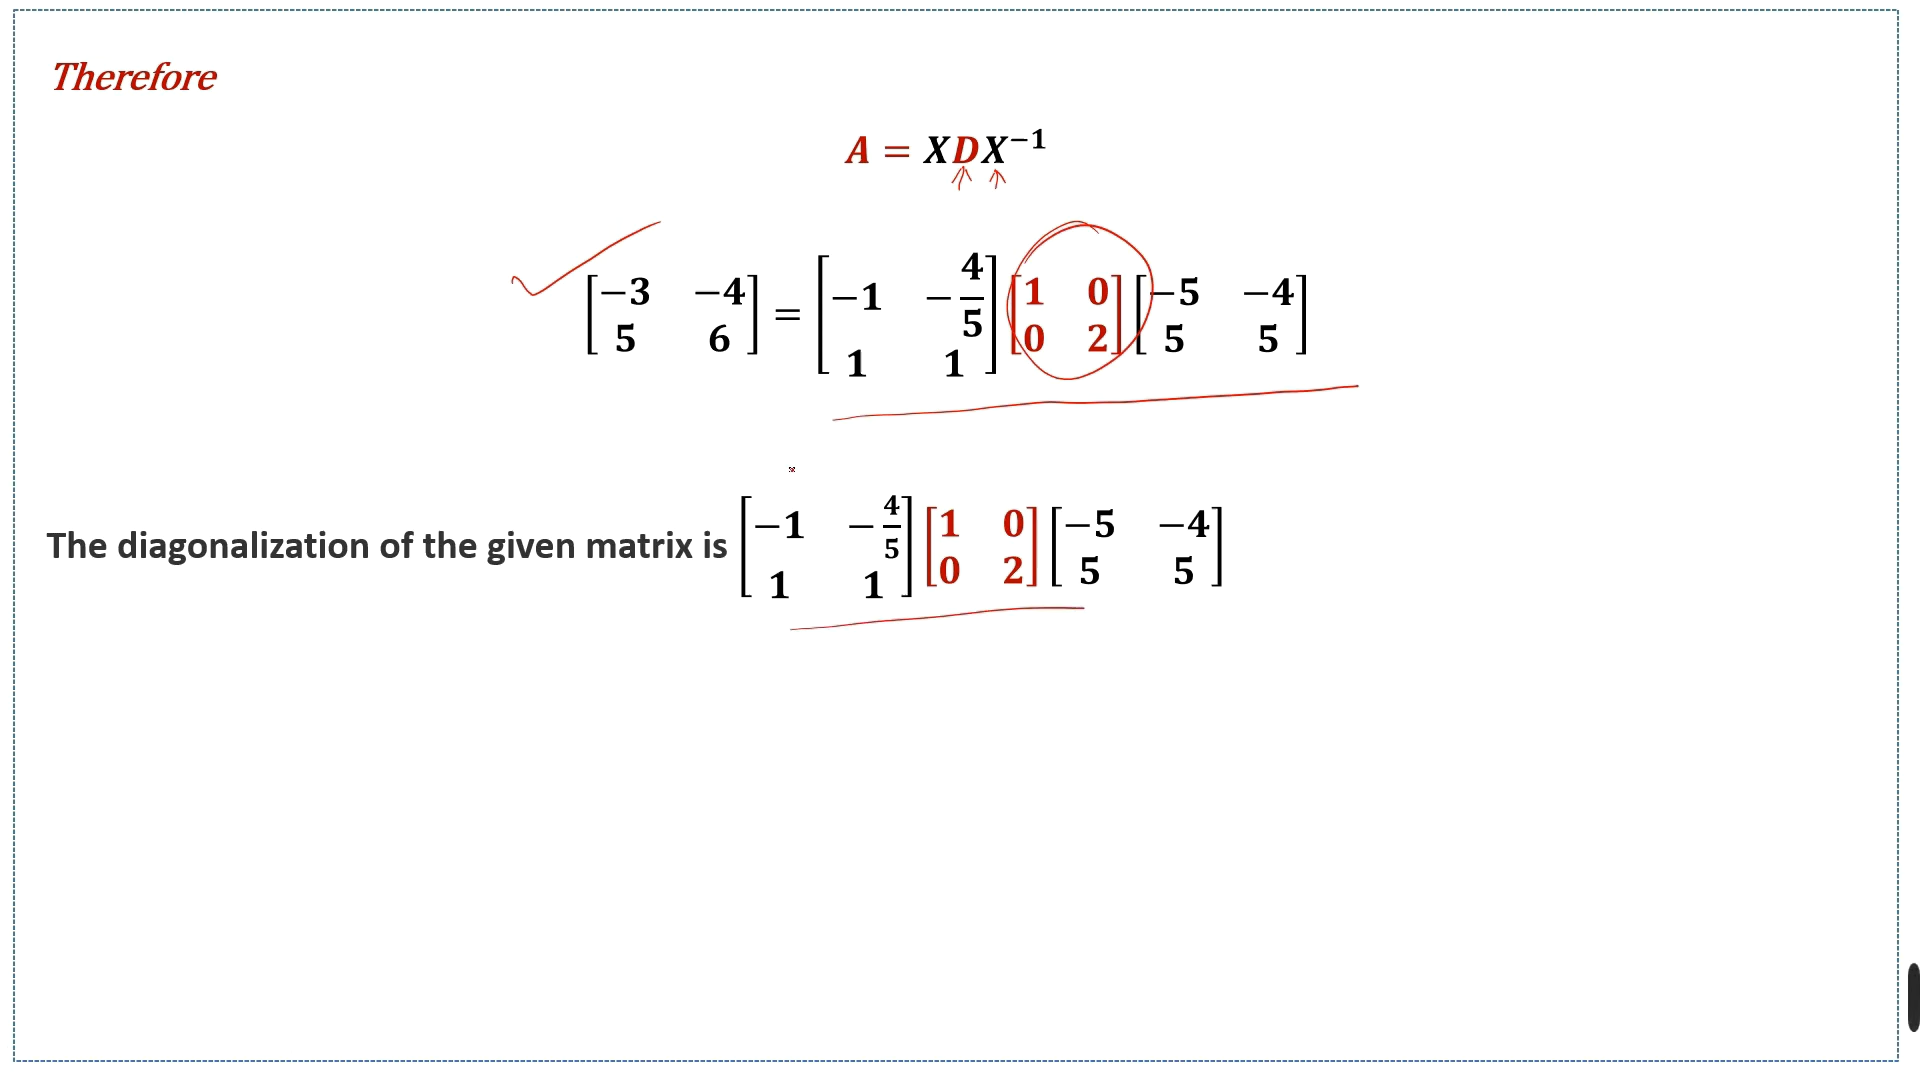 Therefore
A = XDX⁻¹
[−3 −4; 5 6] = [−1 −4/5; 1 1] [1 0; 0 2] [−5 −4; 5 5]
The diagonalization of the given matrix is [−1 −4/5; 1 1] [1 0; 0 2] [−5 −4; 5 5]